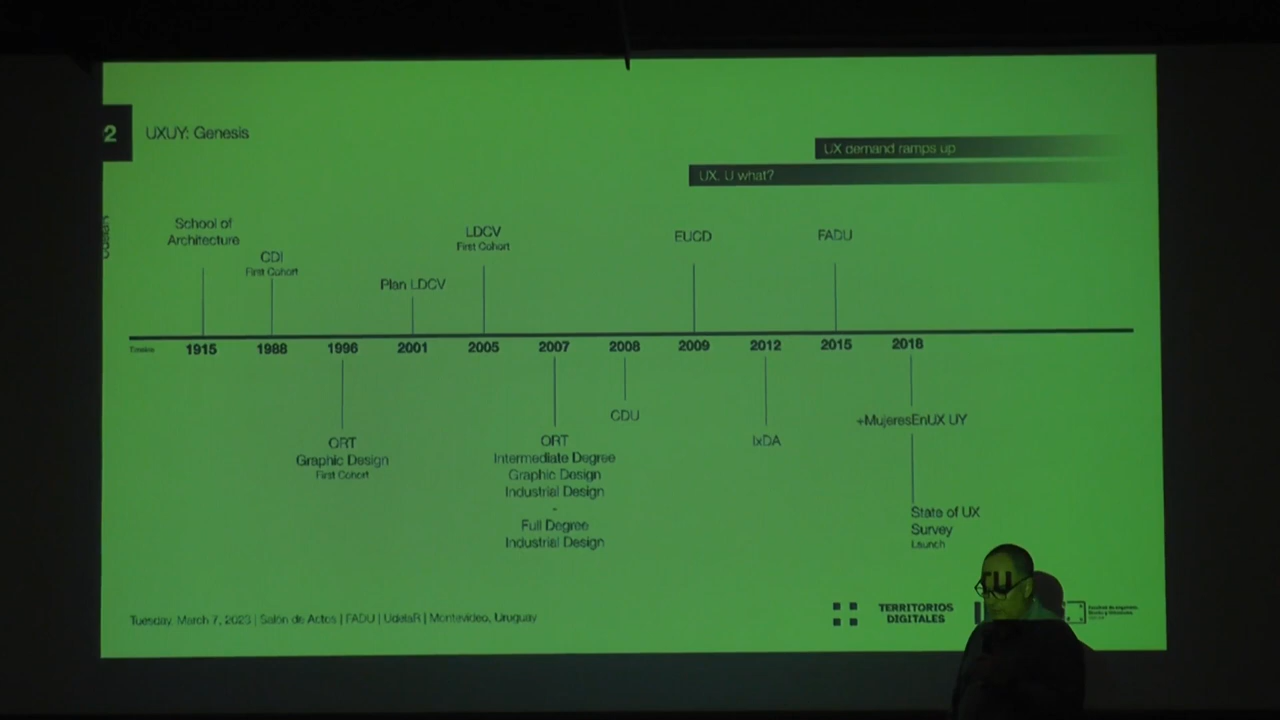 2
UXUY: Genesis
UX demand ramps up
UX. U what?
UdelaR
School of
Architecture
CDI
First Cohort
Plan LDCV
LDCV
First Cohort
EUCD
FADU
Timeline
1915
1988
1996
2001
2005
2007
2008
2009
2012
2015
2018
ORT
Graphic Design
First Cohort
ORT
Intermediate Degree
Graphic Design
Industrial Design
-
Full Degree
Industrial Design
CDU
IxDA
+MujeresEnUX UY
State of UX
Survey
Launch
Tuesday, March 7, 2023 | Salón de Actos | FADU | UdelaR | Montevideo, Uruguay
TERRITORIOS
DIGITALES